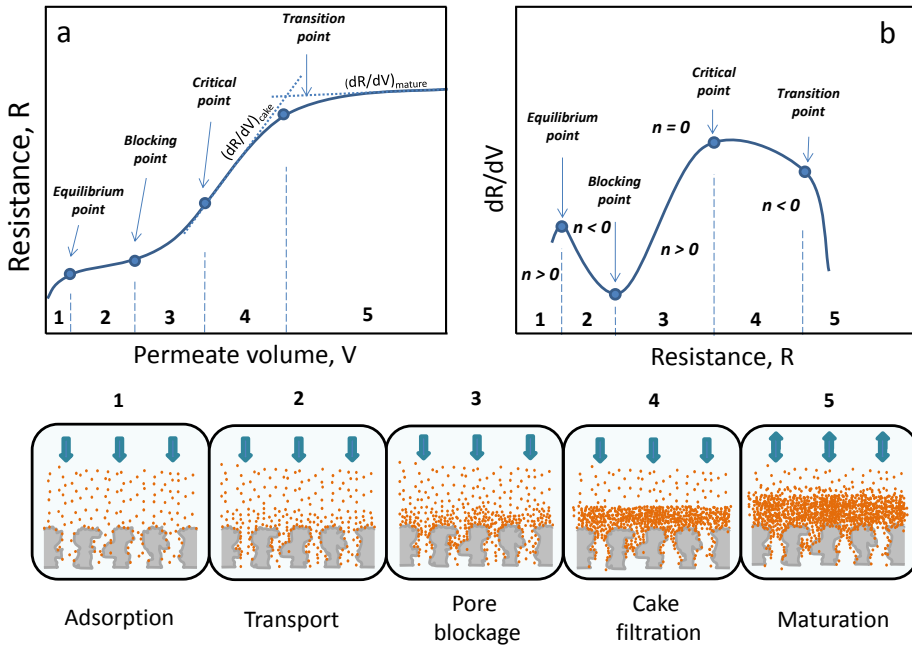 a
Transition
point
(dR/dV)mature
(dR/dV)cake
Critical
point
Blocking
point
Equilibrium
point
Resistance, R
1 2 3 4 5
Permeate volume, V
b
Critical
point
n = 0
Transition
point
Equilibrium
point
Blocking
point
dR/dV
n < 0
n < 0
n > 0
n > 0
1 2 3 4 5
Resistance, R
1 2 3 4 5
Adsorption
Transport
Pore
blockage
Cake
filtration
Maturation